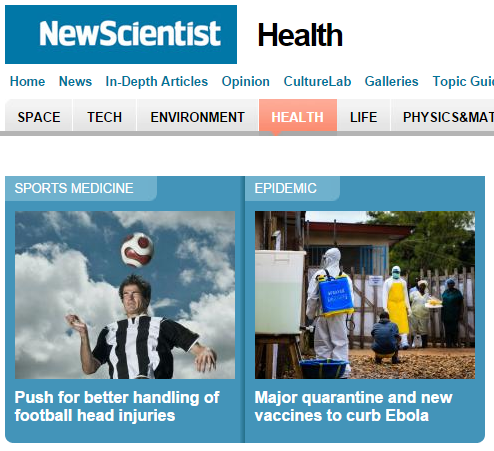 NewScientist Health
Home News In-Depth Articles Opinion CultureLab Galleries Topic Gui
SPACE TECH ENVIRONMENT HEALTH LIFE PHYSICS&MAT
SPORTS MEDICINE
Push for better handling of
football head injuries
EPIDEMIC
Major quarantine and new
vaccines to curb Ebola